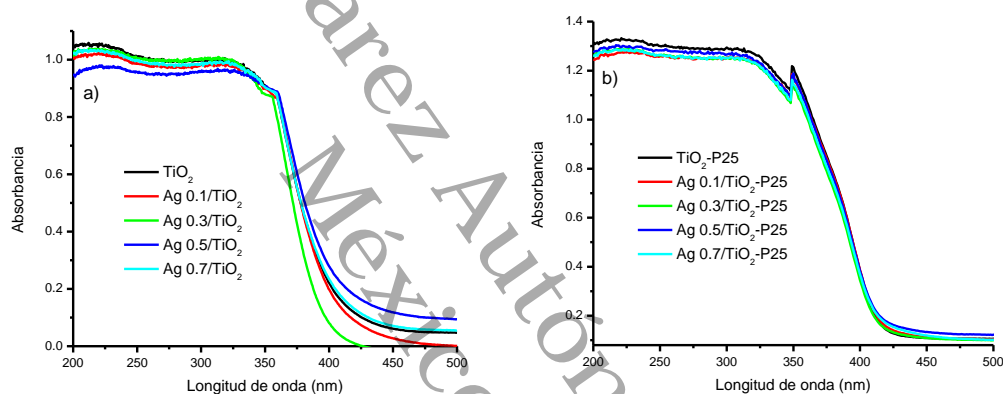 a)
Absorbancia
1.0
0.8
0.6
0.4
0.2
0.0
TiO₂
Ag 0.1/TiO₂
Ag 0.3/TiO₂
Ag 0.5/TiO₂
Ag 0.7/TiO₂
200 250 300 350 400 450 500
Longitud de onda (nm)
b)
Absorbancia
1.4
1.2
1.0
0.8
0.6
0.4
0.2
TiO₂-P25
Ag 0.1/TiO₂-P25
Ag 0.3/TiO₂-P25
Ag 0.5/TiO₂-P25
Ag 0.7/TiO₂-P25
200 250 300 350 400 450 500
Longitud de onda (nm)
arez Autón
México